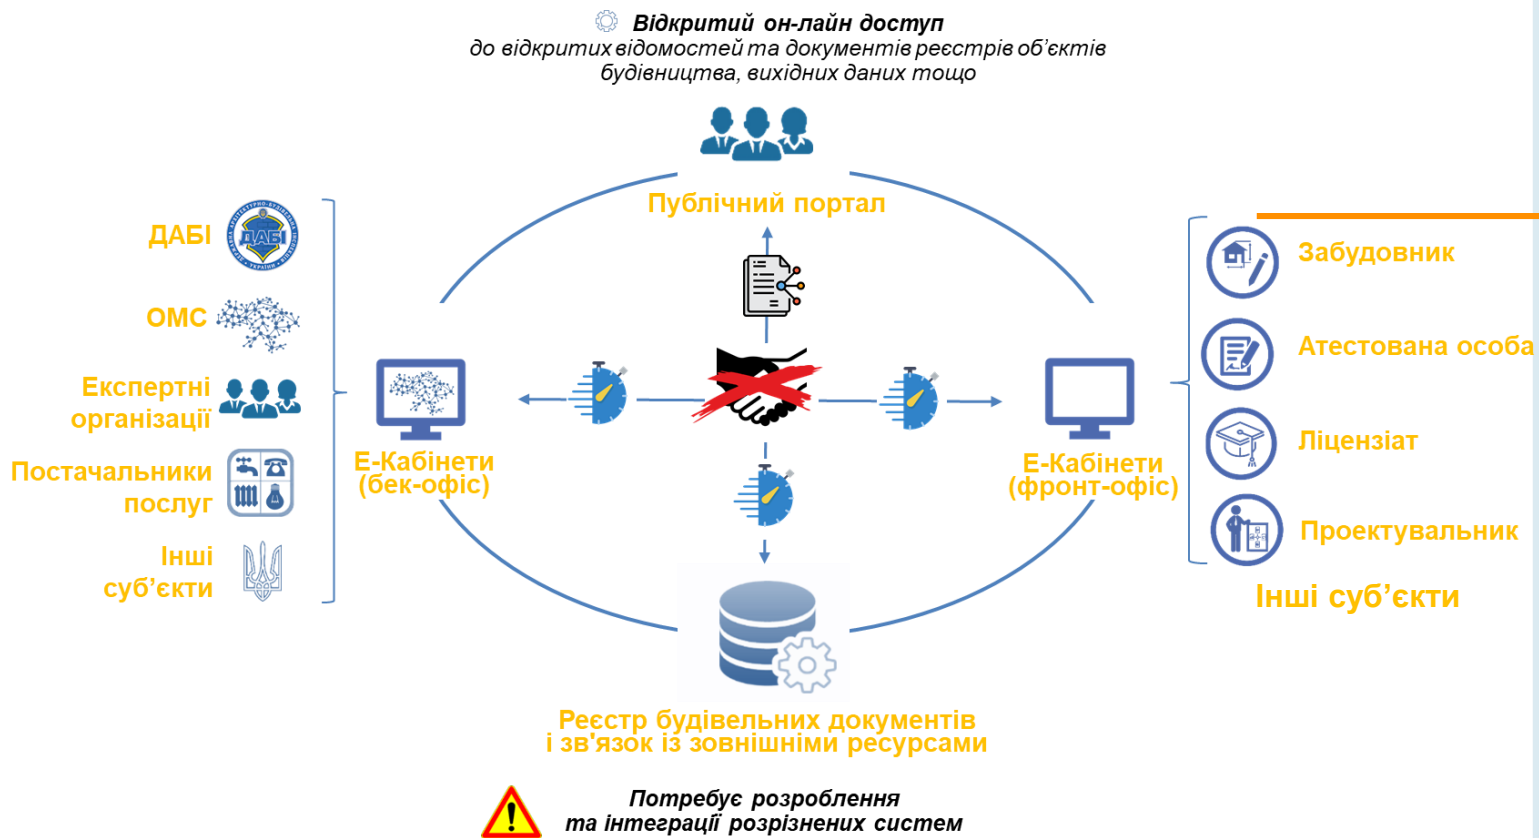 Відкритий он-лайн доступ
до відкритих відомостей та документів реєстрів об’єктів
будівництва, вихідних даних тощо
Публічний портал
ДАБІ
ДАБІ
ОМС
Експертні
організації
Постачальники
послуг
Інші
суб’єкти
Е-Кабінети
(бек-офіс)
Е-Кабінети
(фронт-офіс)
Забудовник
Атестована особа
Ліцензіат
Проектувальник
Інші суб’єкти
Реєстр будівельних документів
і зв'язок із зовнішніми ресурсами
Потребує розроблення
та інтеграції розрізнених систем